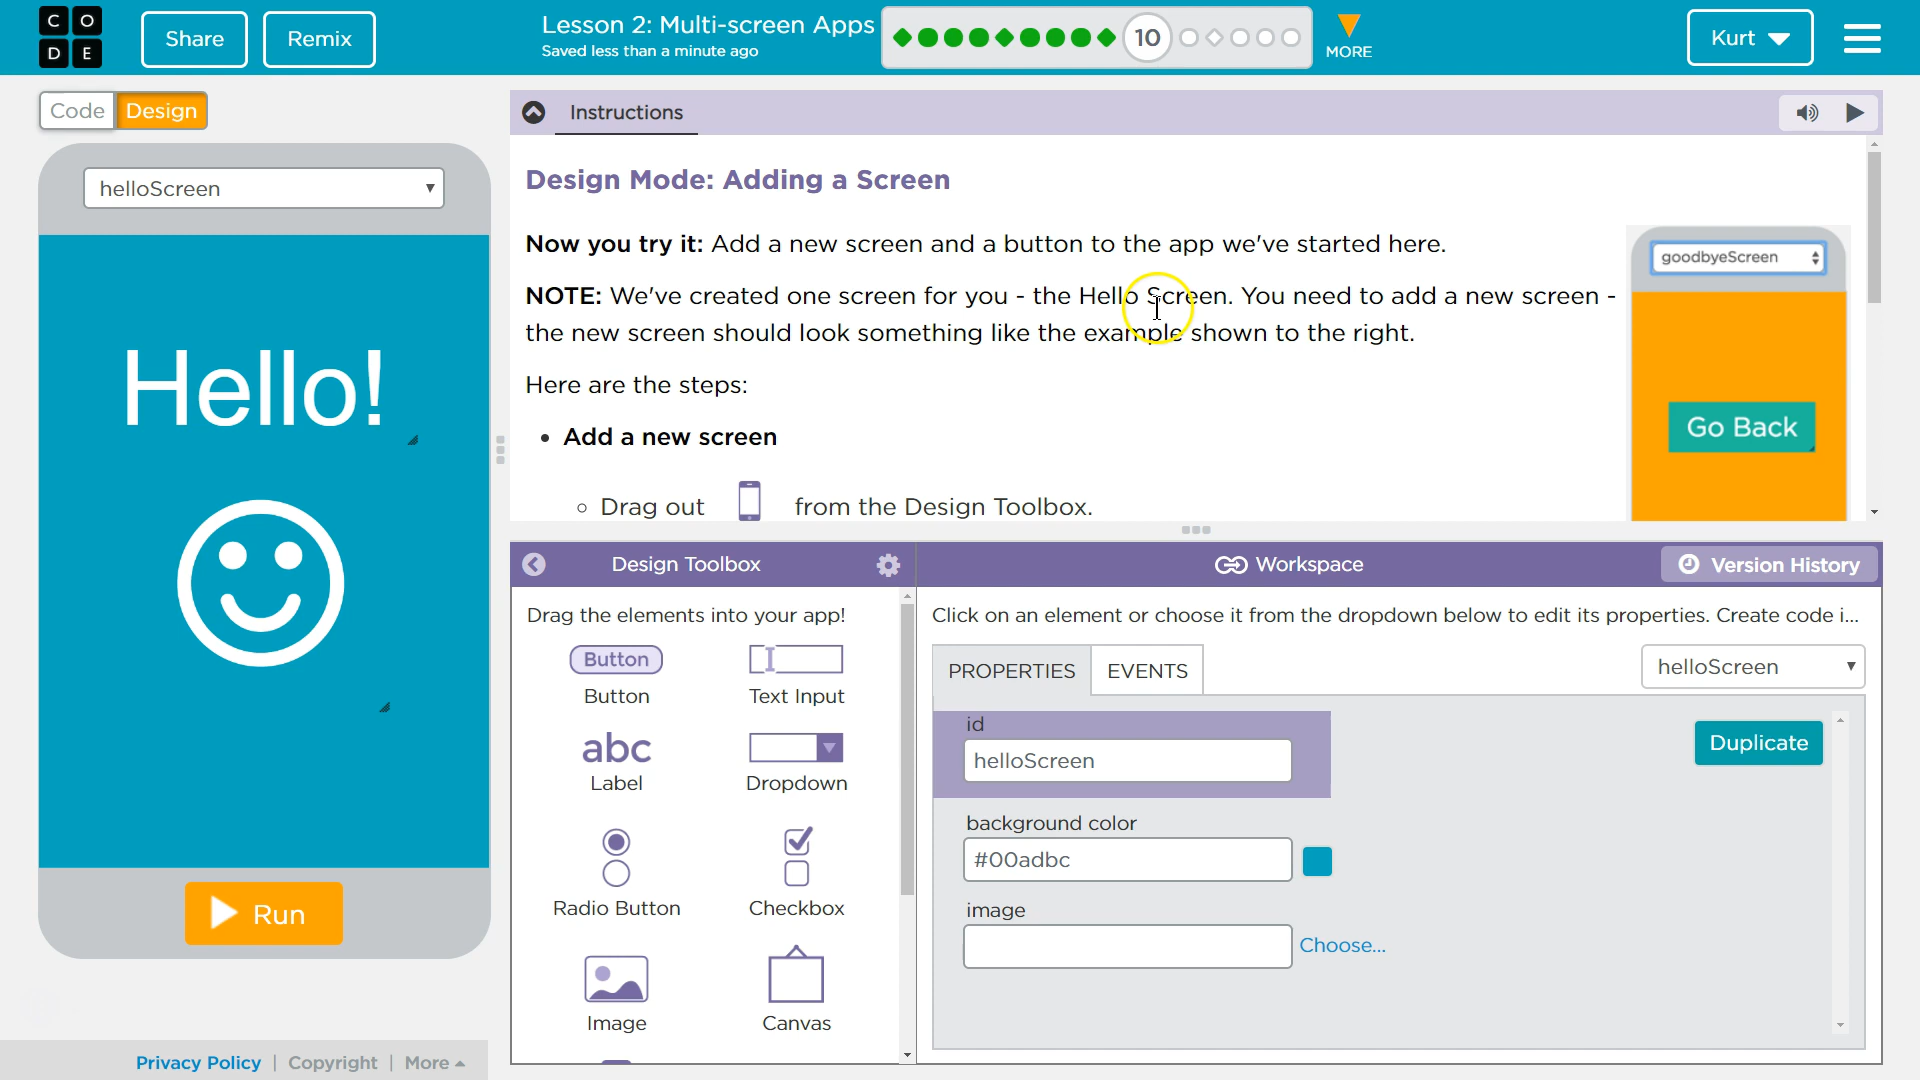 C O
D E
Share
Remix
Lesson 2: Multi-screen Apps
Saved less than a minute ago
10
MORE
Kurt
Code
Design
helloScreen
Hello!
Run
Privacy Policy | Copyright | More
Instructions
Design Mode: Adding a Screen
Now you try it: Add a new screen and a button to the app we've started here.
NOTE: We've created one screen for you - the Hello Screen. You need to add a new screen -
the new screen should look something like the example shown to the right.
Here are the steps:
Add a new screen
Drag out from the Design Toolbox.
goodbyeScreen
Go Back
Design Toolbox
Drag the elements into your app!
Button
Button
Text Input
abc
Label
Dropdown
Radio Button
Checkbox
Image
Canvas
Workspace
Version History
Click on an element or choose it from the dropdown below to edit its properties. Create code i...
PROPERTIES
EVENTS
helloScreen
id
helloScreen
Duplicate
background color
#00adbc
image
Choose...